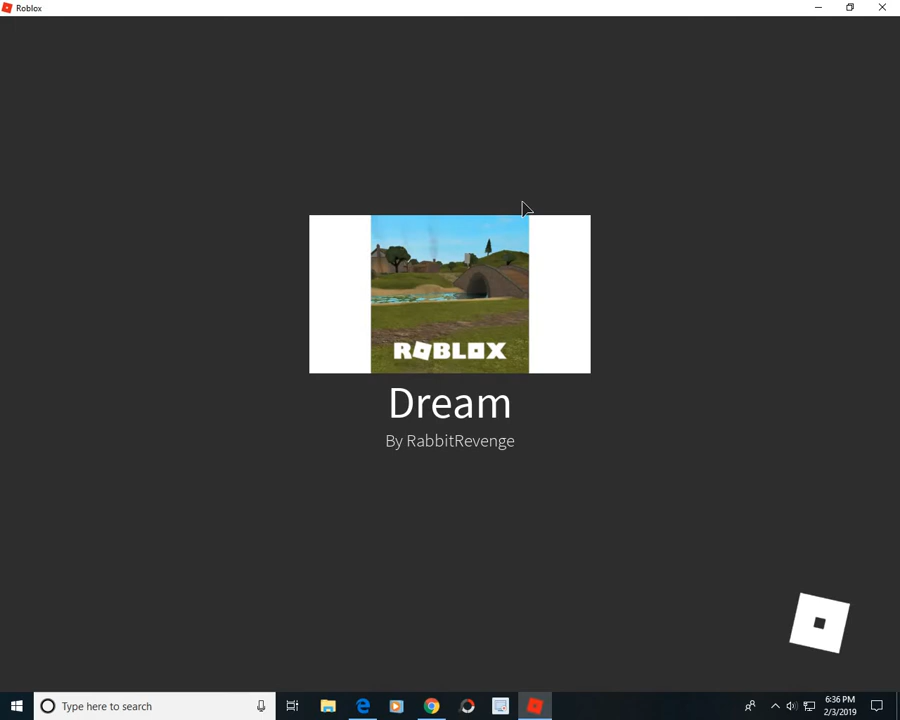 Roblox
ROBLOX
Dream
By RabbitRevenge
Type here to search
6:36 PM
2/3/2019